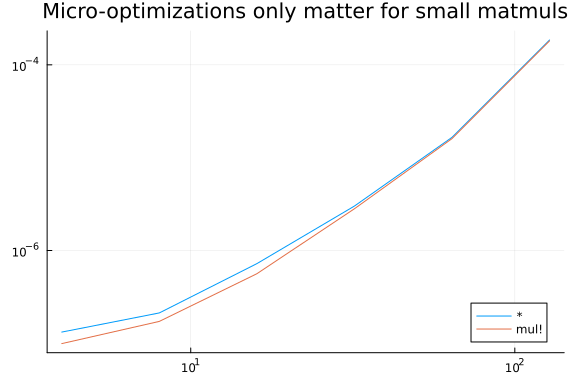 Micro-optimizations only matter for small matmuls
10⁻⁴
10⁻⁶
10¹
10²
*
mul!